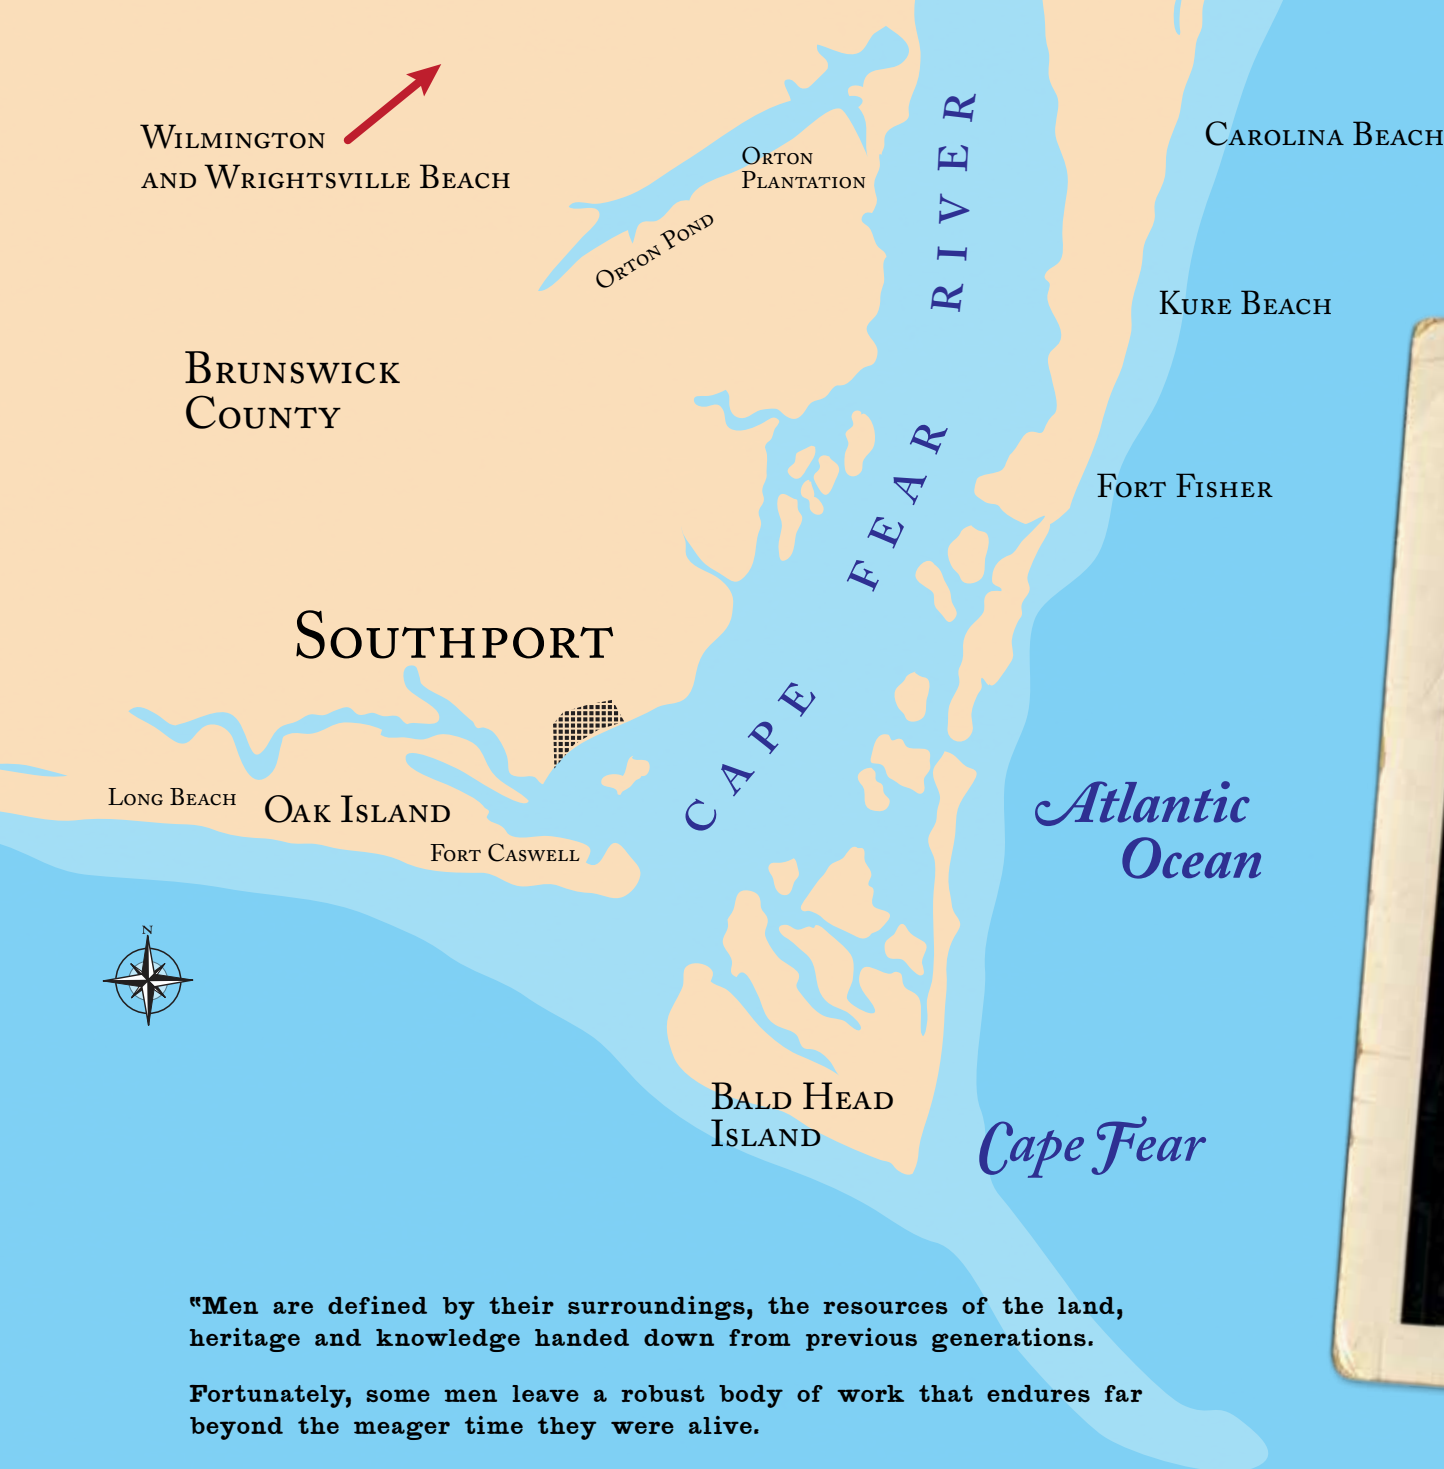 Wilmington
and Wrightsville Beach
Orton
Plantation
Orton Pond
RIVER
Carolina Beach
Kure Beach
Brunswick
County
FEAR
Fort Fisher
Southport
CAPE
Long Beach
Oak Island
Fort Caswell
Atlantic
Ocean
N
Bald Head
Island
Cape Fear
"Men are defined by their surroundings, the resources of the land,
heritage and knowledge handed down from previous generations.
Fortunately, some men leave a robust body of work that endures far
beyond the meager time they were alive.